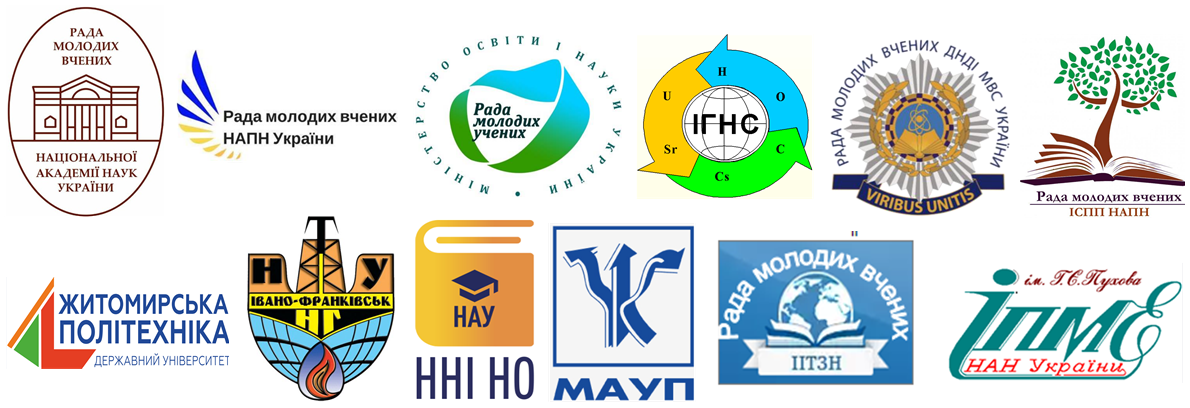 РАДА
МОЛОДИХ
ВЧЕНИХ
НАЦІОНАЛЬНОЇ
АКАДЕМІЇ НАУК
УКРАЇНИ
Рада молодих вчених
НАПН України
МІНІСТЕРСТВО ОСВІТИ І НАУКИ УКРАЇНИ
Рада
молодих
учених
H
U
O
ІГНС
Sr
C
Cs
РАДА МОЛОДИХ ВЧЕНИХ ДНДІ МВС УКРАЇНИ
VIRIBUS UNITIS
Рада молодих вчених
ІСПП НАПН
ЖИТОМИРСЬКА
ПОЛІТЕХНІКА
ДЕРЖАВНИЙ УНІВЕРСИТЕТ
Т
Н У
ІВАНО-ФРАНКІВСЬК
НГ
НАУ
ННІ НО
МАУП
"
Рада молодих вчених
ІІТЗН
ім. Г.Є.Пухова
ІПМЕ
НАН України